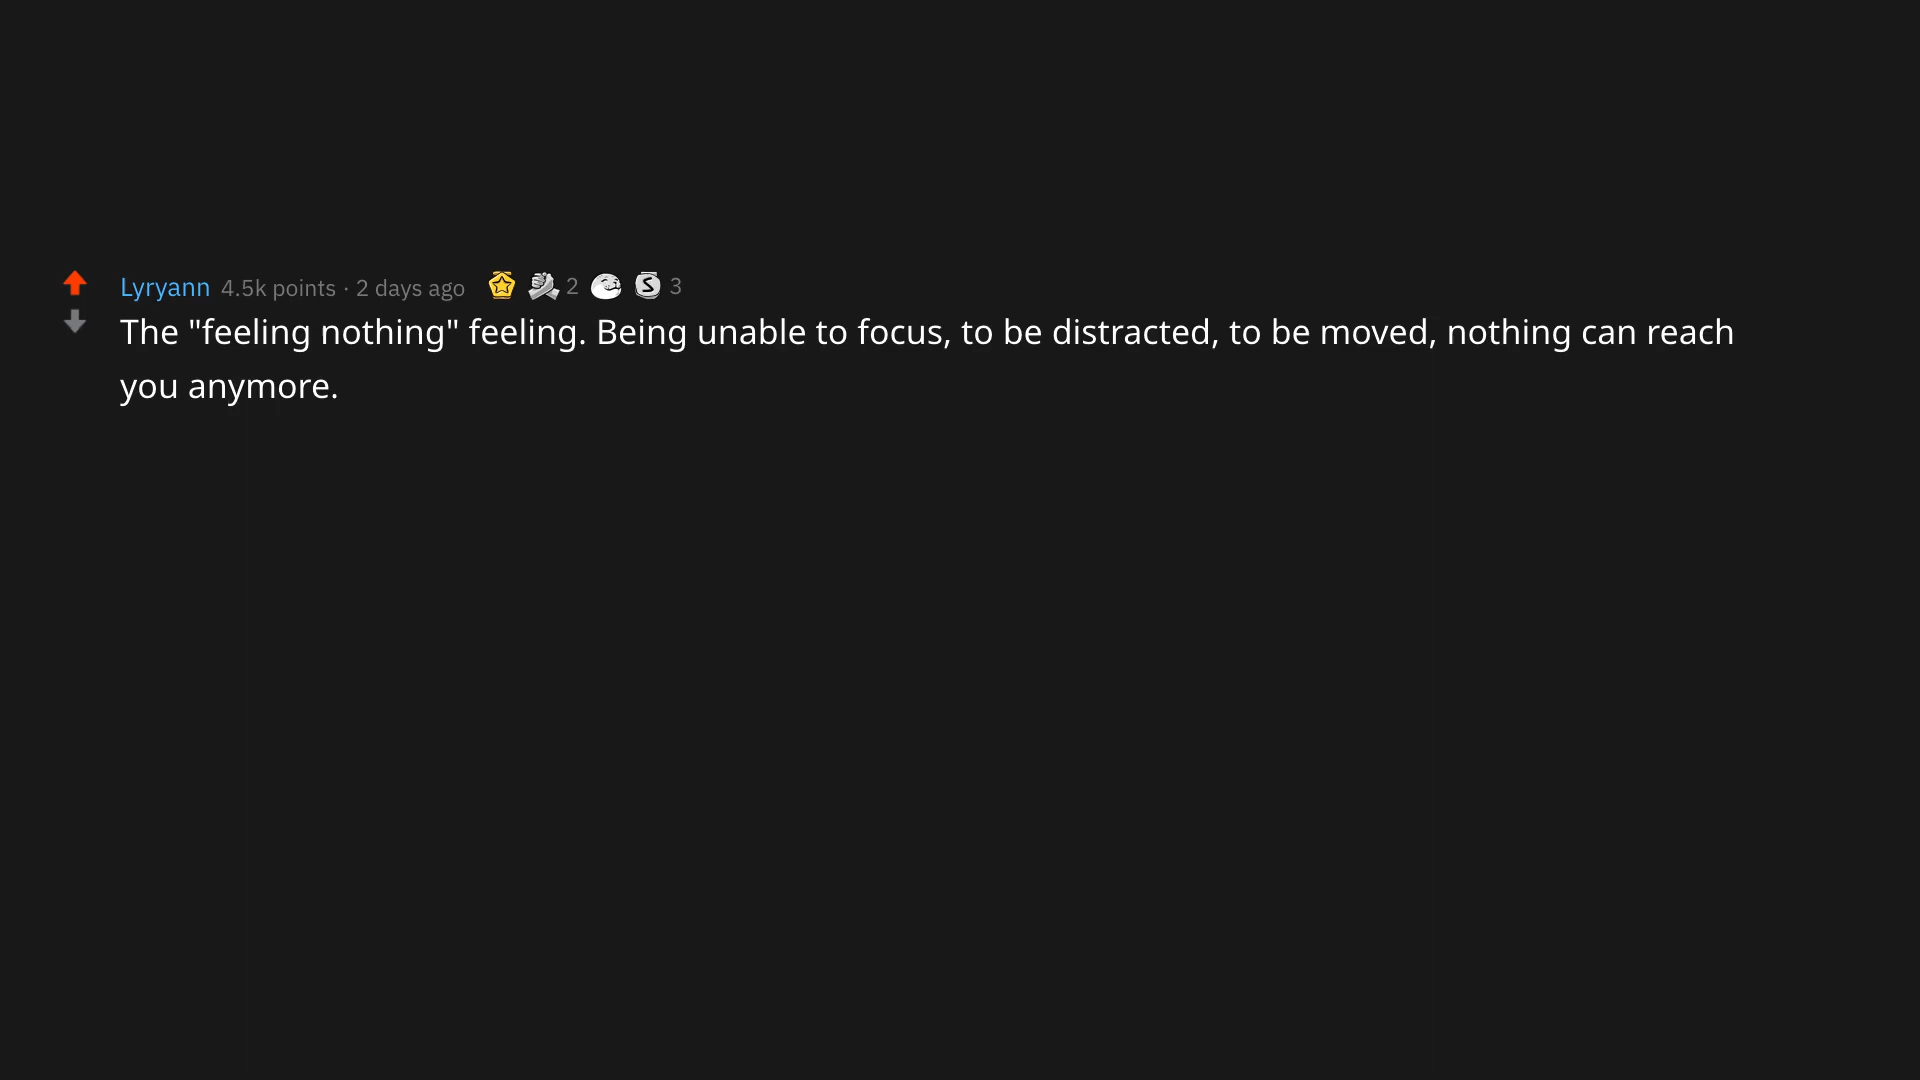 Lyryann 4.5k points · 2 days ago 2 3
The "feeling nothing" feeling. Being unable to focus, to be distracted, to be moved, nothing can reach
you anymore.